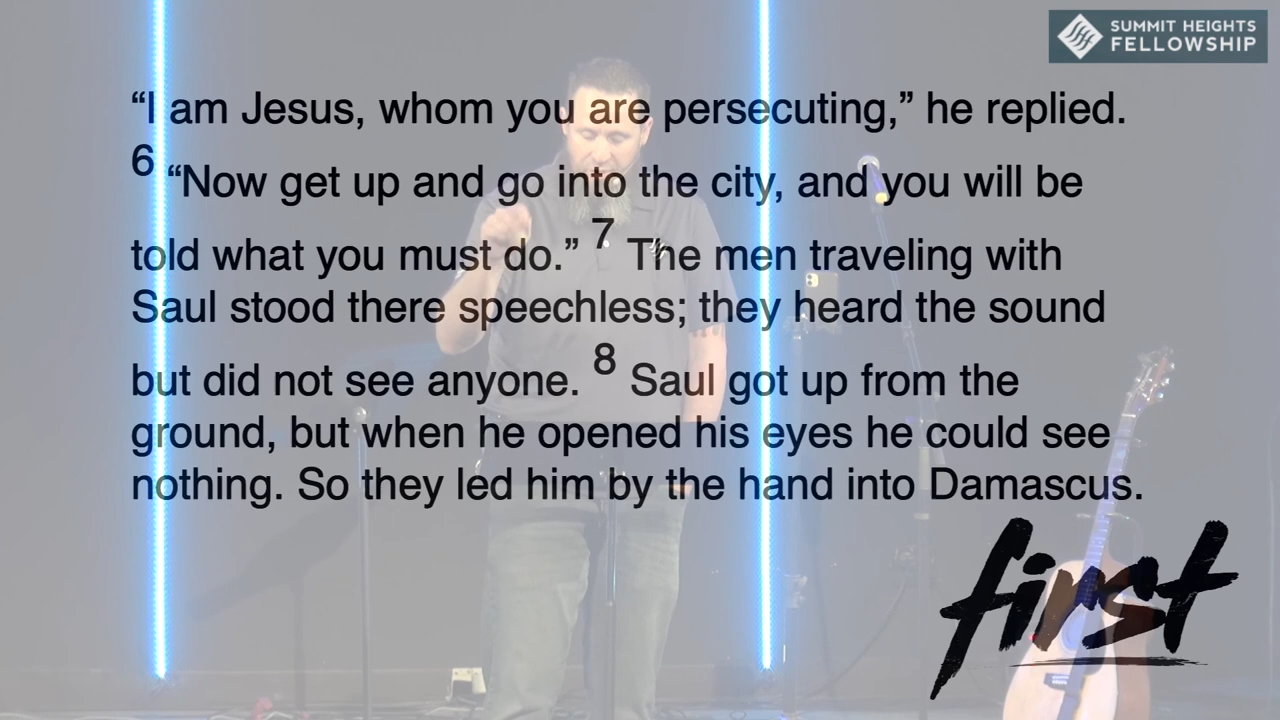 SUMMIT HEIGHTS
FELLOWSHIP
“I am Jesus, whom you are persecuting,” he replied.
6 “Now get up and go into the city, and you will be
told what you must do.” 7 The men traveling with
Saul stood there speechless; they heard the sound
but did not see anyone. 8 Saul got up from the
ground, but when he opened his eyes he could see
nothing. So they led him by the hand into Damascus.
first